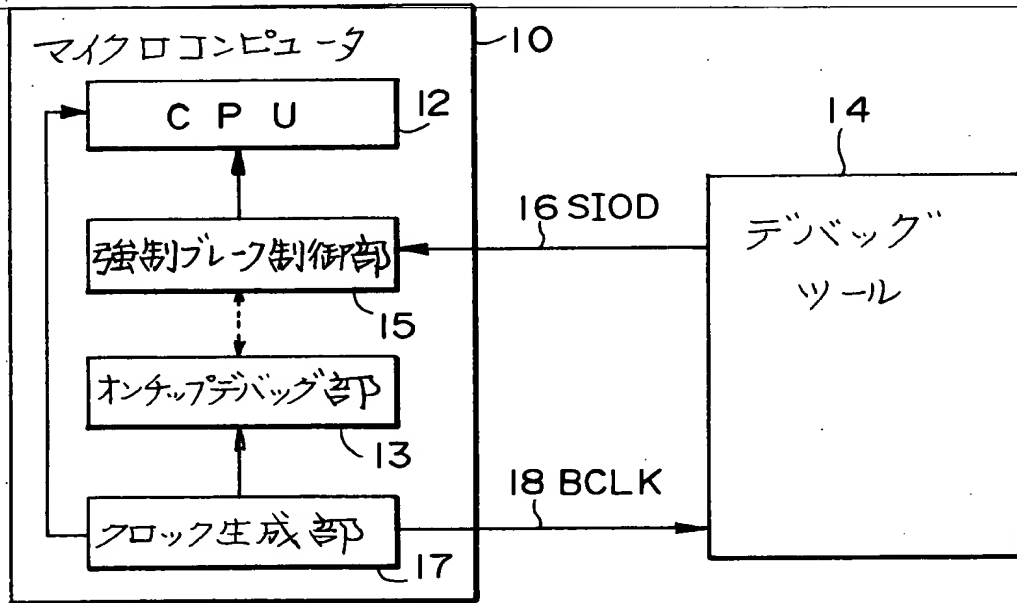 マイクロコンピュータ
10
CPU
12
14
16 SIOD
デバッグ
ツール
強制ブレーク制御部
15
オンチップデバッグ部
13
18 BCLK
クロック生成部
17